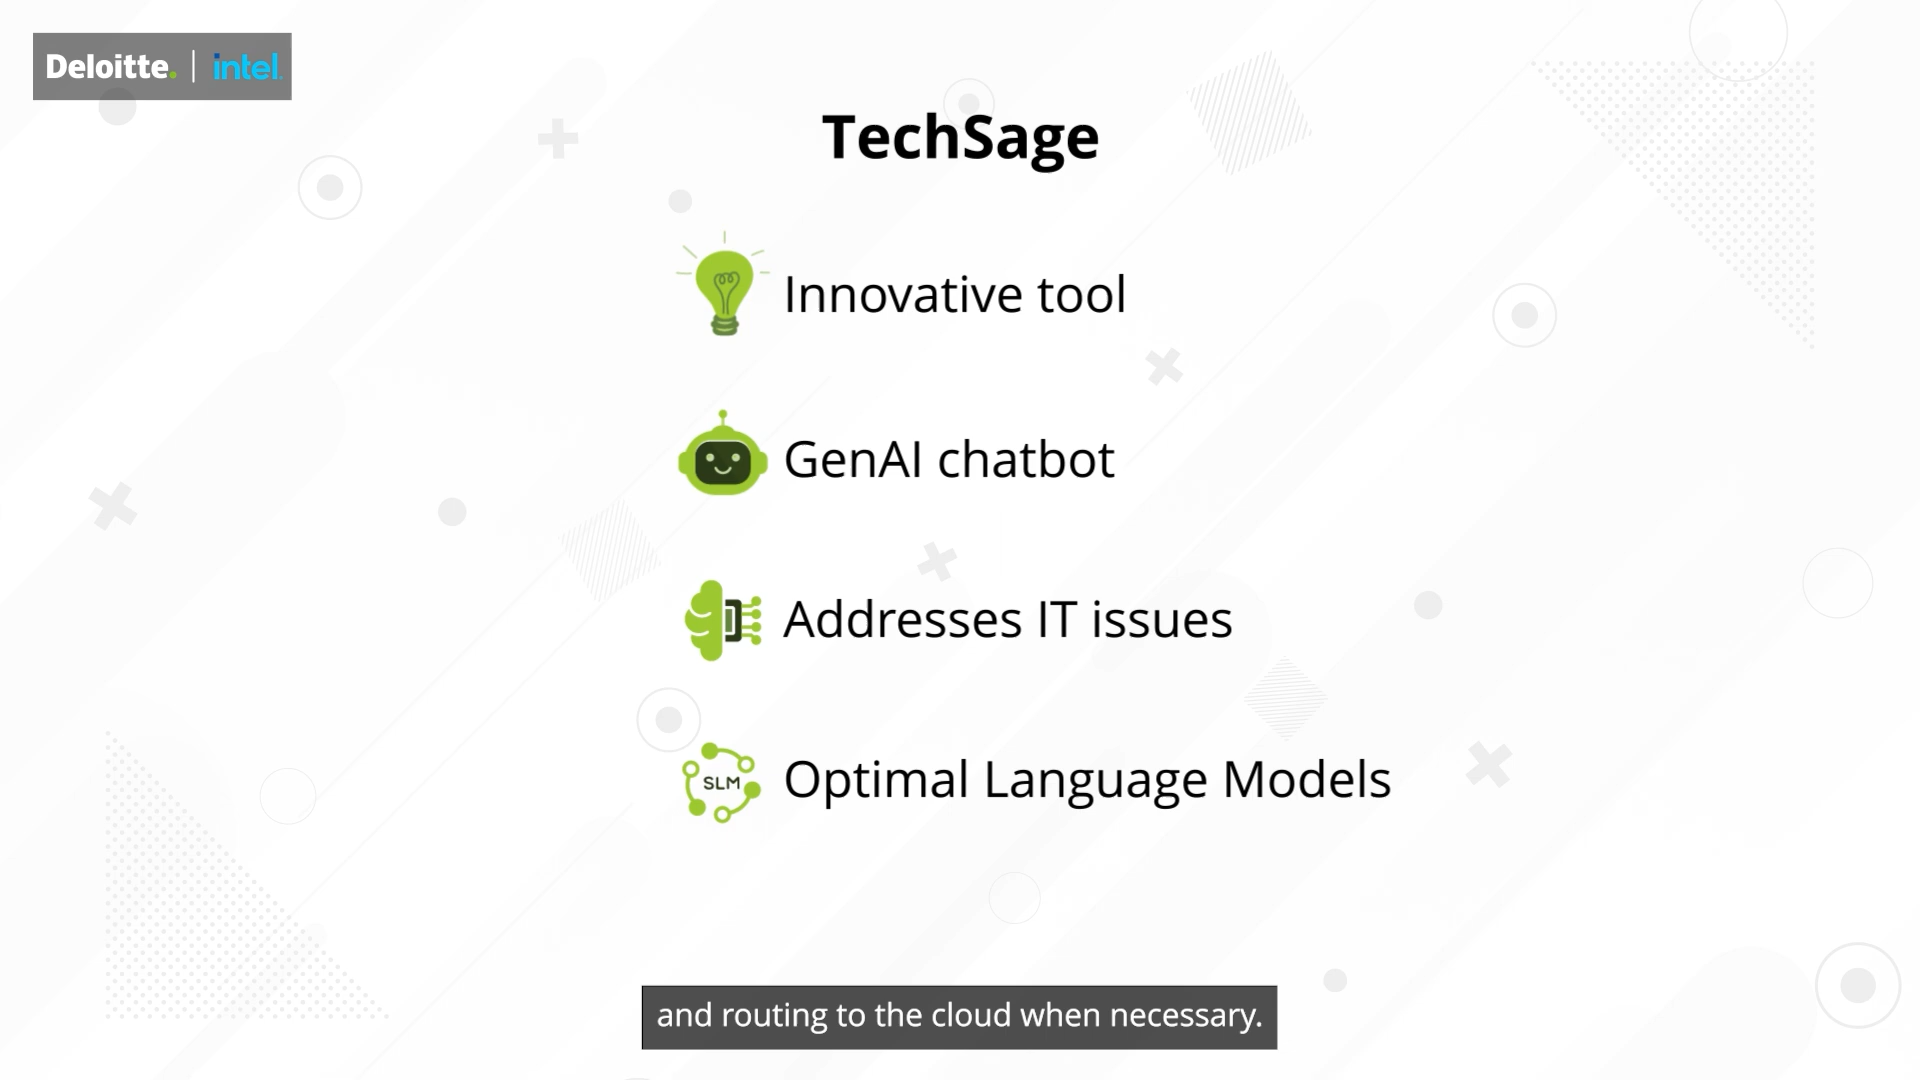 Deloitte. | intel.
TechSage
Innovative tool
GenAI chatbot
Addresses IT issues
SLM
Optimal Language Models
and routing to the cloud when necessary.